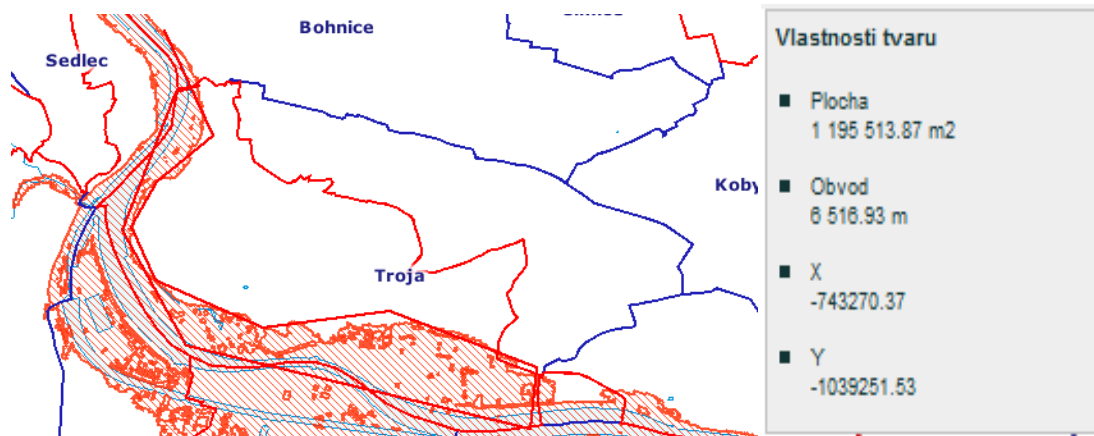 Bohnice
Sedlec
Koby
Troja
Vlastnosti tvaru
Plocha
1 195 513.87 m2
Obvod
6 516.93 m
X
-743270.37
Y
-1039251.53